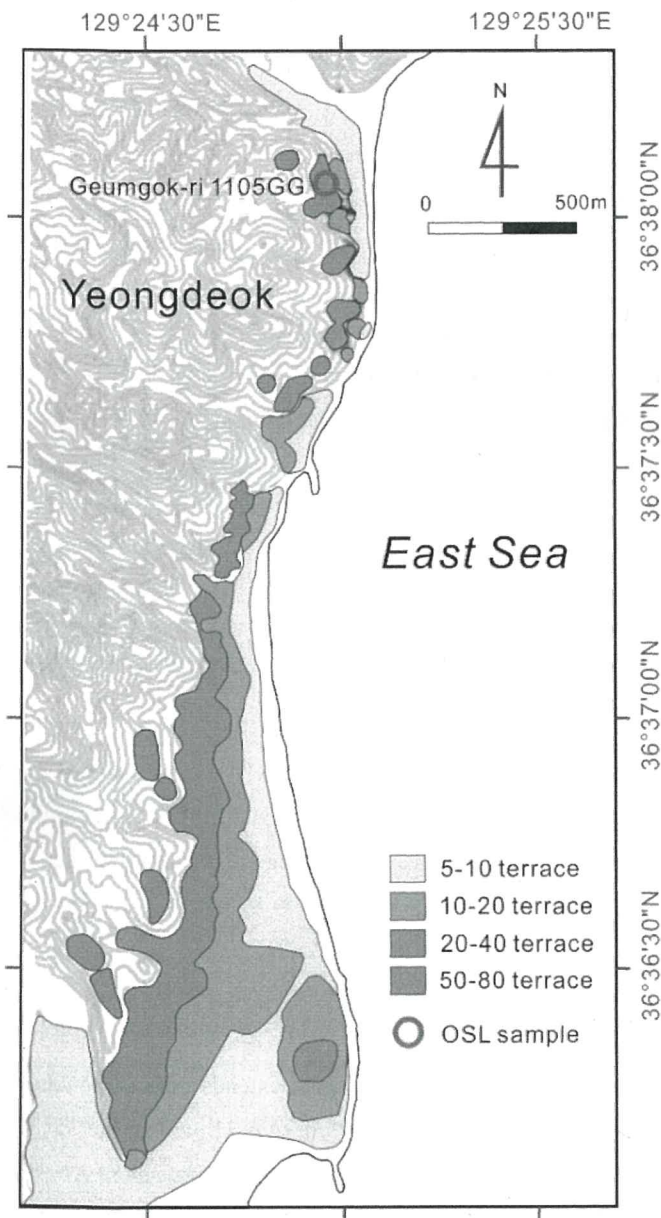 129°24'30"E
129°25'30"E
N
0
500m
36°38'00"N
Geumgok-ri 1105GG
Yeongdeok
36°37'30"N
East Sea
36°37'00"N
5-10 terrace
10-20 terrace
20-40 terrace
50-80 terrace
OSL sample
36°36'30"N